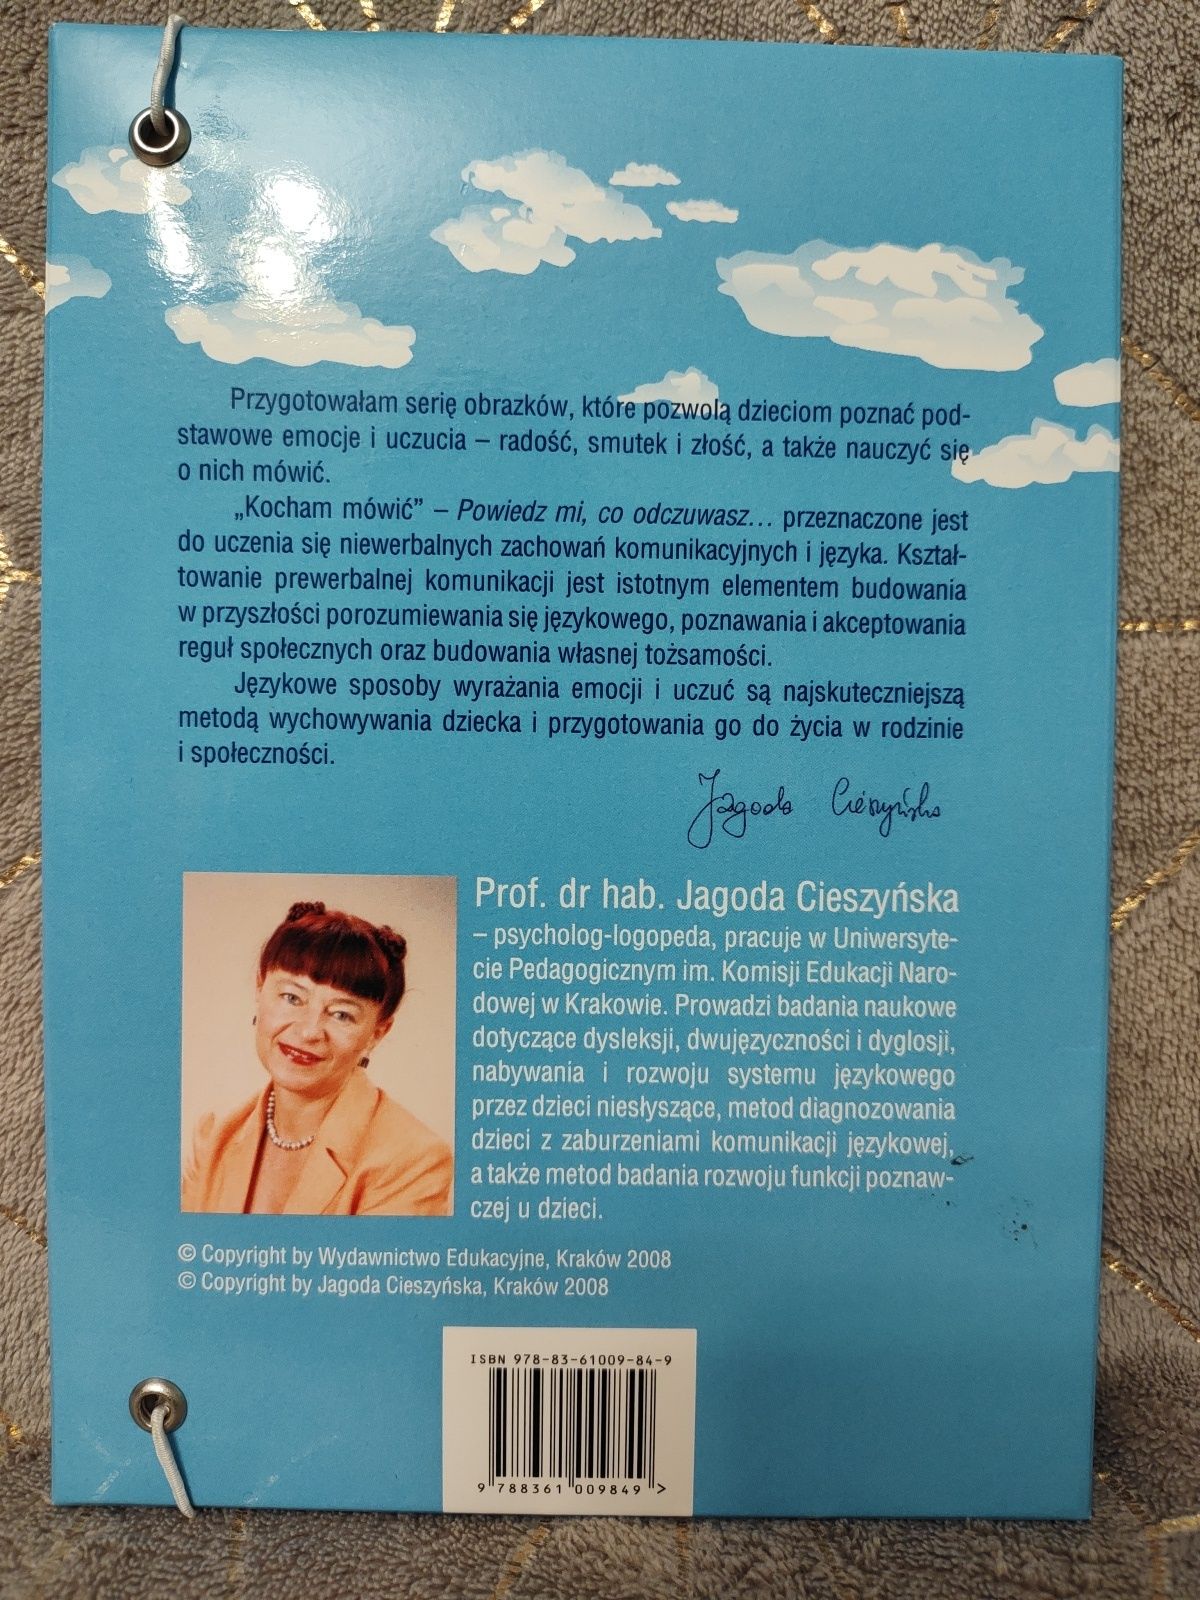 Przygotowałam serię obrazków, które pozwolą dzieciom poznać pod-
stawowe emocje i uczucia – radość, smutek i złość, a także nauczyć się
o nich mówić.
„Kocham mówić” – Powiedz mi, co odczuwasz... przeznaczone jest
do uczenia się niewerbalnych zachowań komunikacyjnych i języka. Kształ-
towanie prewerbalnej komunikacji jest istotnym elementem budowania
w przyszłości porozumiewania się językowego, poznawania i akceptowania
reguł społecznych oraz budowania własnej tożsamości.
Językowe sposoby wyrażania emocji i uczuć są najskuteczniejszą
metodą wychowywania dziecka i przygotowania go do życia w rodzinie
i społeczności.
Jagoda Cieszyńska
Prof. dr hab. Jagoda Cieszyńska
– psycholog-logopeda, pracuje w Uniwersyte-
cie Pedagogicznym im. Komisji Edukacji Naro-
dowej w Krakowie. Prowadzi badania naukowe
dotyczące dysleksji, dwujęzyczności i dyglosji,
nabywania i rozwoju systemu językowego
przez dzieci niesłyszące, metod diagnozowania
dzieci z zaburzeniami komunikacji językowej,
a także metod badania rozwoju funkcji poznaw-
czej u dzieci.
© Copyright by Wydawnictwo Edukacyjne, Kraków 2008
© Copyright by Jagoda Cieszyńska, Kraków 2008
ISBN 978-83-61009-84-9
9 788361 009849 >